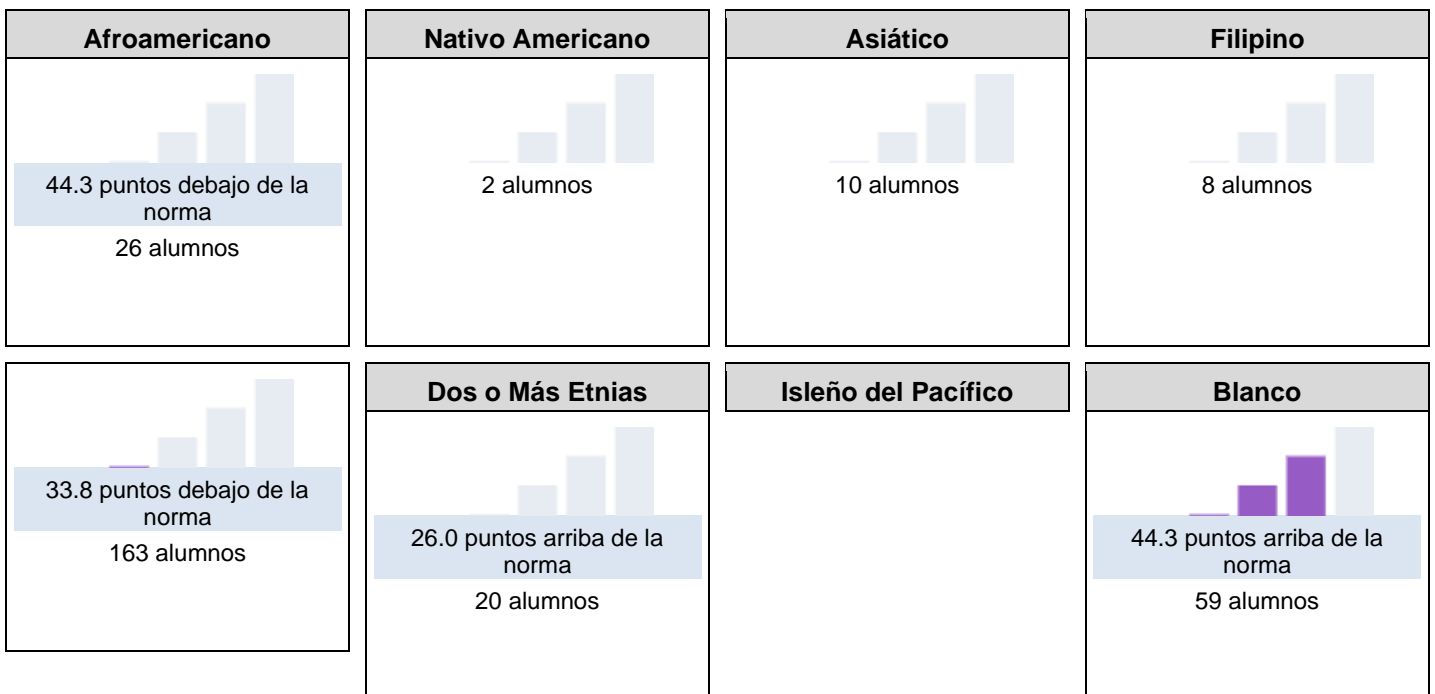 Afroamericano
44.3 puntos debajo de la
norma
26 alumnos
Nativo Americano
2 alumnos
Asiático
10 alumnos
Filipino
8 alumnos
33.8 puntos debajo de la
norma
163 alumnos
Dos o Más Etnias
26.0 puntos arriba de la
norma
20 alumnos
Isleño del Pacífico
Blanco
44.3 puntos arriba de la
norma
59 alumnos